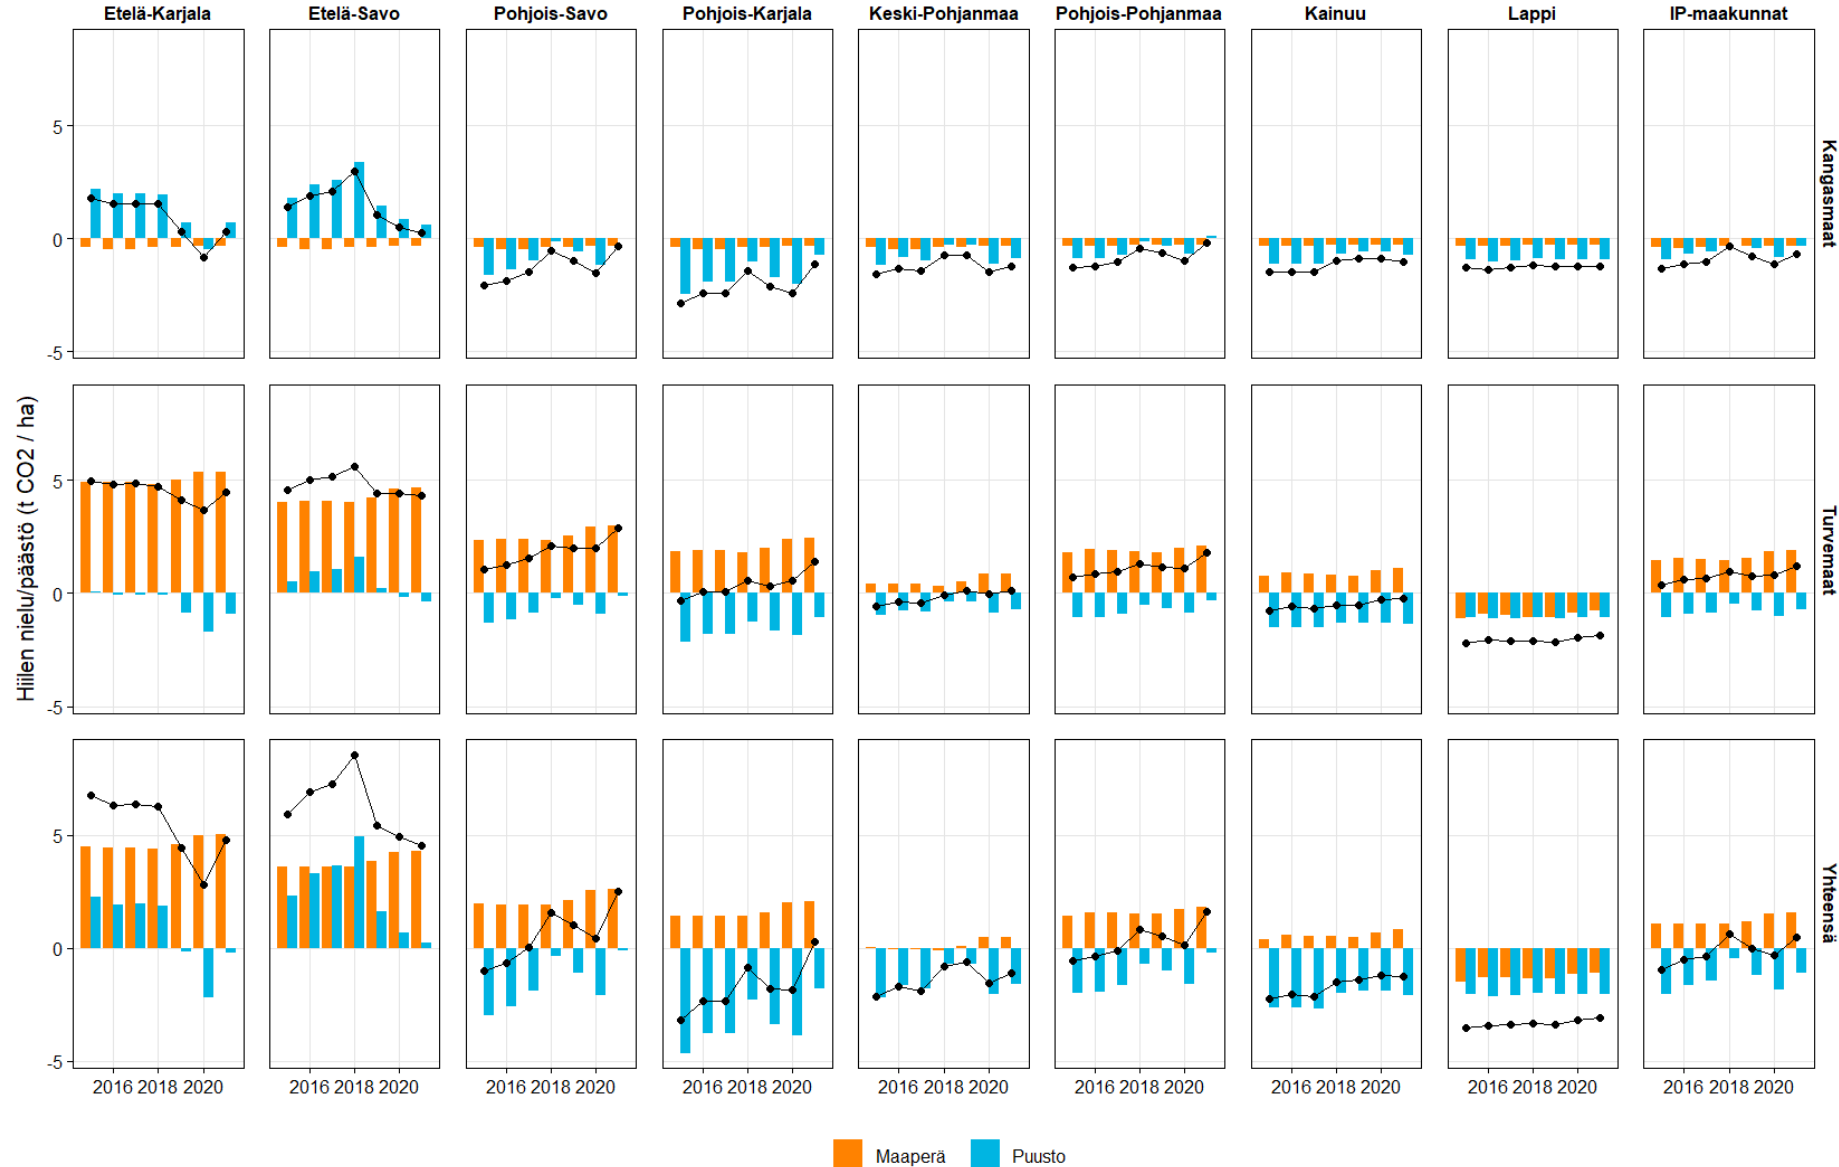 Etelä-Karjala Etelä-Savo Pohjois-Savo Pohjois-Karjala Keski-Pohjanmaa Pohjois-Pohjanmaa Kainuu Lappi IP-maakunnat
5
0
-5
Kangasmaat
Hiilen nielu/päästö (t CO2 / ha)
5
0
-5
Turvemaat
5
0
-5
Yhteensä
2016 2018 2020 2016 2018 2020 2016 2018 2020 2016 2018 2020 2016 2018 2020 2016 2018 2020 2016 2018 2020 2016 2018 2020 2016 2018 2020
Maaperä Puusto